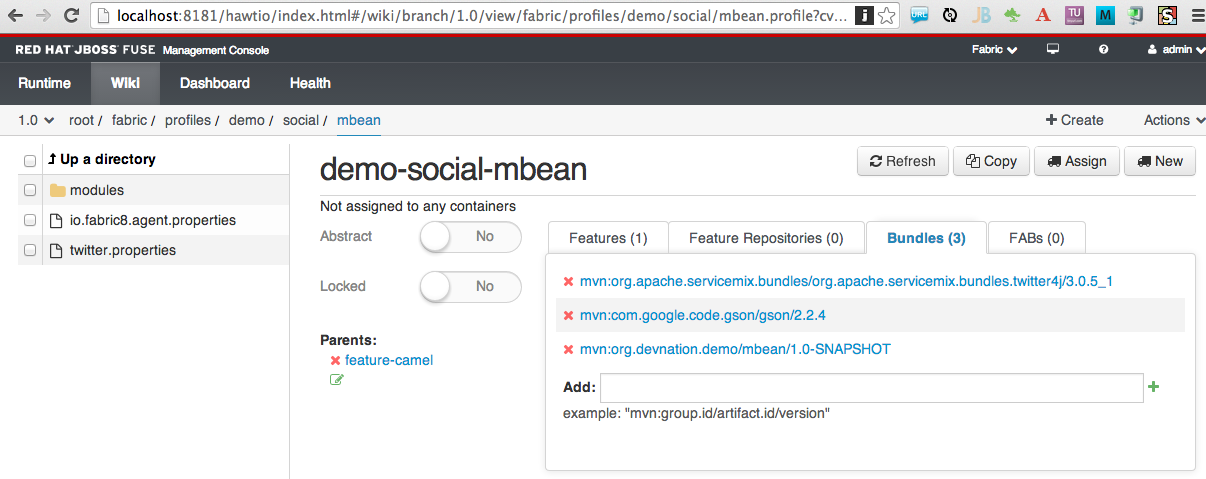 localhost:8181/hawtio/index.html#/wiki/branch/1.0/view/fabric/profiles/demo/social/mbean.profile?cv...
RED HAT JBOSS FUSE Management Console Fabric admin
Runtime Wiki Dashboard Health
1.0 root / fabric / profiles / demo / social / mbean Create Actions
Up a directory
modules
io.fabric8.agent.properties
twitter.properties
demo-social-mbean
Refresh Copy Assign New
Not assigned to any containers
Abstract No
Locked No
Parents:
feature-camel
Features (1) Feature Repositories (0) Bundles (3) FABs (0)
mvn:org.apache.servicemix.bundles/org.apache.servicemix.bundles.twitter4j/3.0.5_1
mvn:com.google.code.gson/gson/2.2.4
mvn:org.devnation.demo/mbean/1.0-SNAPSHOT
Add:
example: "mvn:group.id/artifact.id/version"